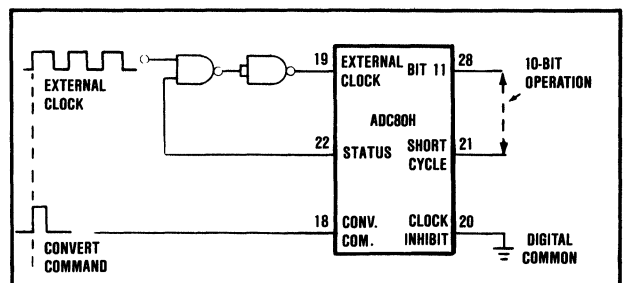 19 EXTERNAL CLOCK
BIT 11 28
10-BIT OPERATION
EXTERNAL CLOCK
ADC80H
22 STATUS
SHORT CYCLE 21
18 CONV. COM.
CLOCK INHIBIT 20
DIGITAL COMMON
CONVERT COMMAND